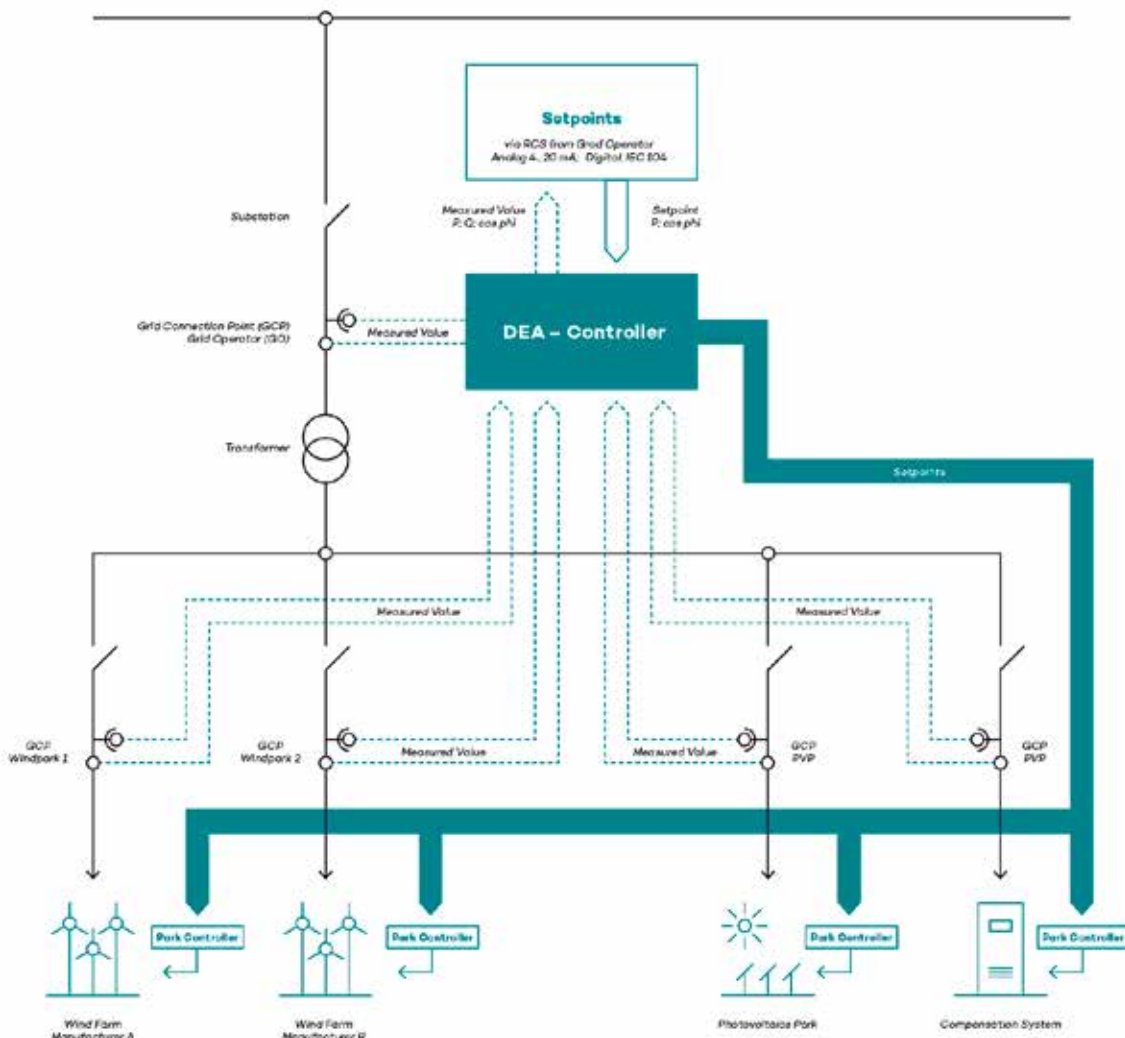 Setpoints
via RCS from Grod Operator
Analog 4.. 20 mA; Digital: IEC 104
Substation
Measured Value
P; Q; cos phi
Setpoint
P; cos phi
Grid Connection Point (GCP)
Grid Operator (GO)
Measured Value
DEA – Controller
Transformer
Setpoints
Measured Value
Measured Value
GCP
Windpark 1
GCP
Windpark 2
Measured Value
Measured Value
GCP
PVP
GCP
PVP
Park Controller
Park Controller
Park Controller
Park Controller
Wind Farm
Manufacturer A
Wind Farm
Manufacturer B
Photovoltaics Park
Compensation System